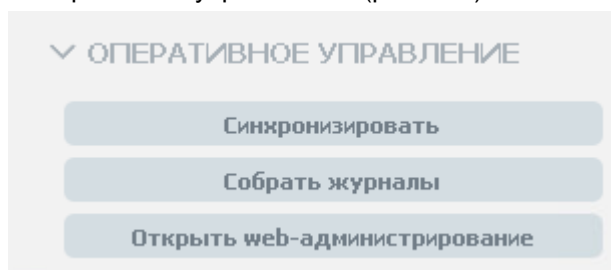 ОПЕРАТИВНОЕ УПРАВЛЕНИЕ
Синхронизировать
Собрать журналы
Открыть web-администрирование